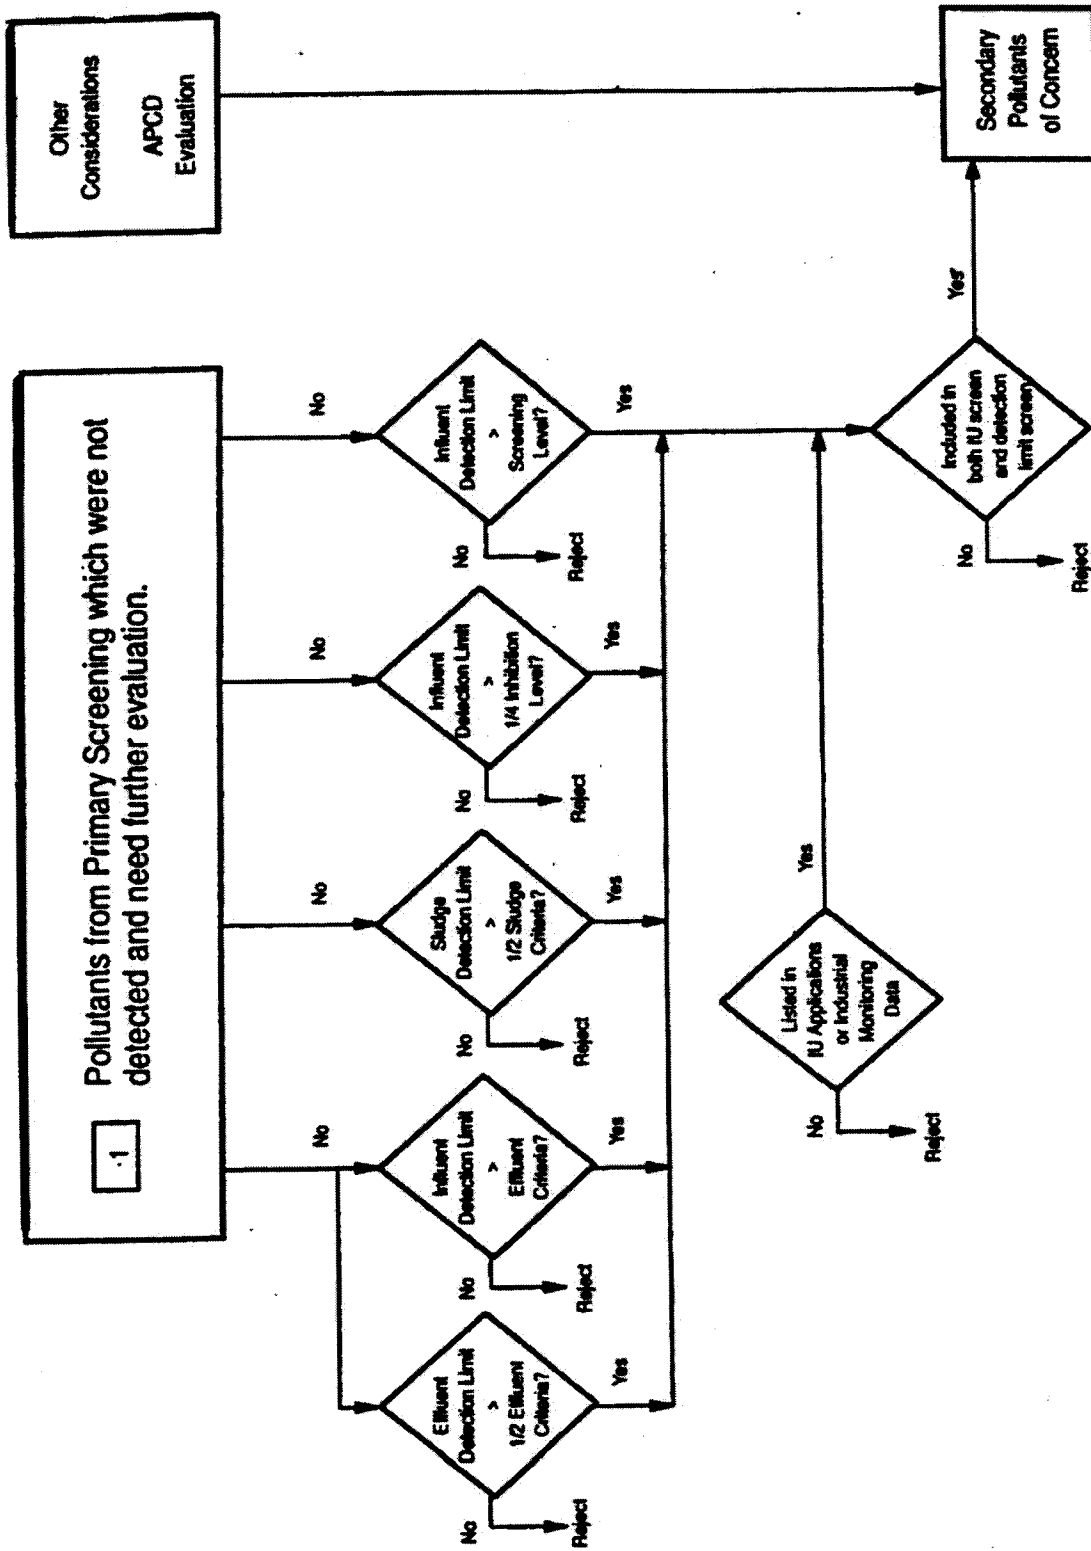 ·1
Pollutants from Primary Screening which were not
detected and need further evaluation.
Other
Considerations
APCD
Evaluation
No
No
No
No
Effluent
Detection Limit
>
1/2 Effluent
Criteria?
No
Reject
Yes
Influent
Detection Limit
>
Effluent
Criteria?
No
Reject
Yes
Sludge
Detection Limit
>
1/2 Sludge
Criteria?
No
Reject
Yes
Influent
Detection Limit
>
1/4 Inhibition
Level?
No
Reject
Yes
Influent
Detection Limit
>
Screening
Level?
No
Reject
Yes
Listed in
IU Applications
or Industrial
Monitoring
Data
No
Reject
Yes
Included in
both IU screen
and detection
limit screen
No
Reject
Yes
Secondary
Pollutants
of Concern